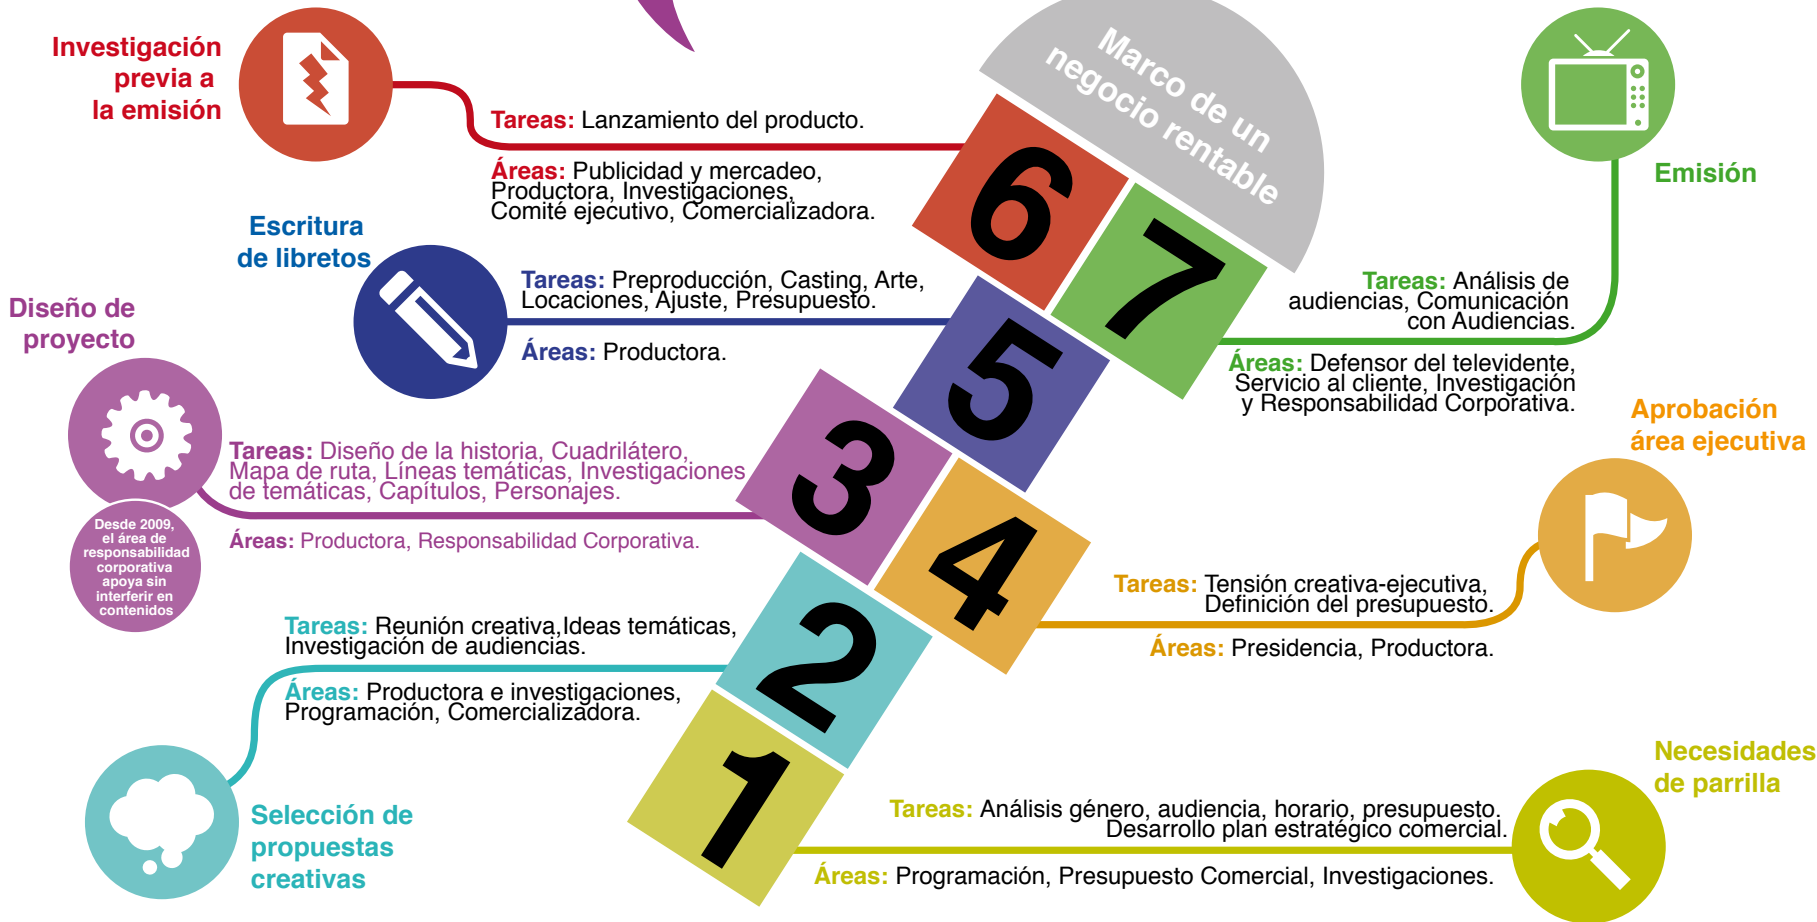 Investigación
previa a
la emisión
Tareas: Lanzamiento del producto.
Áreas: Publicidad y mercadeo,
Productora, Investigaciones,
Comité ejecutivo, Comercializadora.
Marco de un
negocio rentable
6
7
Emisión
Tareas: Análisis de
audiencias, Comunicación
con Audiencias.
Áreas: Defensor del televidente,
Servicio al cliente, Investigación
y Responsabilidad Corporativa.
Escritura
de libretos
Tareas: Preproducción, Casting, Arte,
Locaciones, Ajuste, Presupuesto.
Áreas: Productora.
5
Diseño de
proyecto
Tareas: Diseño de la historia, Cuadrilátero,
Mapa de ruta, Líneas temáticas, Investigaciones
de temáticas, Capítulos, Personajes.
Áreas: Productora, Responsabilidad Corporativa.
Desde 2009,
el área de
responsabilidad
corporativa
apoya sin
interferir en
contenidos
3
4
Aprobación
área ejecutiva
Tareas: Tensión creativa-ejecutiva,
Definición del presupuesto.
Áreas: Presidencia, Productora.
Tareas: Reunión creativa,Ideas temáticas,
Investigación de audiencias.
Áreas: Productora e investigaciones,
Programación, Comercializadora.
Selección de
propuestas
creativas
2
1
Necesidades
de parrilla
Tareas: Análisis género, audiencia, horario, presupuesto.
Desarrollo plan estratégico comercial.
Áreas: Programación, Presupuesto Comercial, Investigaciones.